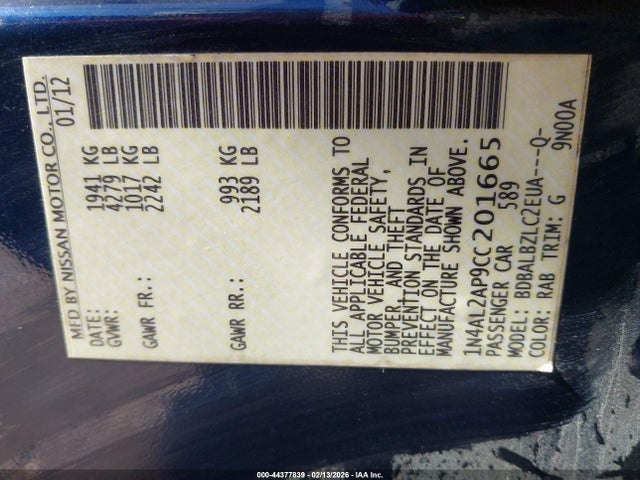 MFD BY NISSAN MOTOR CO., LTD.
DATE: 01/12
GVWR: 1941 KG
4279 LB
GAWR FR.: 1017 KG
2242 LB
GAWR RR.: 993 KG
2189 LB
THIS VEHICLE CONFORMS TO
ALL APPLICABLE FEDERAL
MOTOR VEHICLE SAFETY,
BUMPER, AND THEFT
PREVENTION STANDARDS IN
EFFECT ON THE DATE OF
MANUFACTURE SHOWN ABOVE.
1N4AL2AP9CC201665
PASSENGER CAR 589
MODEL: BDBALBZLC2EUA---Q-
COLOR: RAB TRIM: G 9N00A
000-44377839 - 02/13/2026 - IAA Inc.